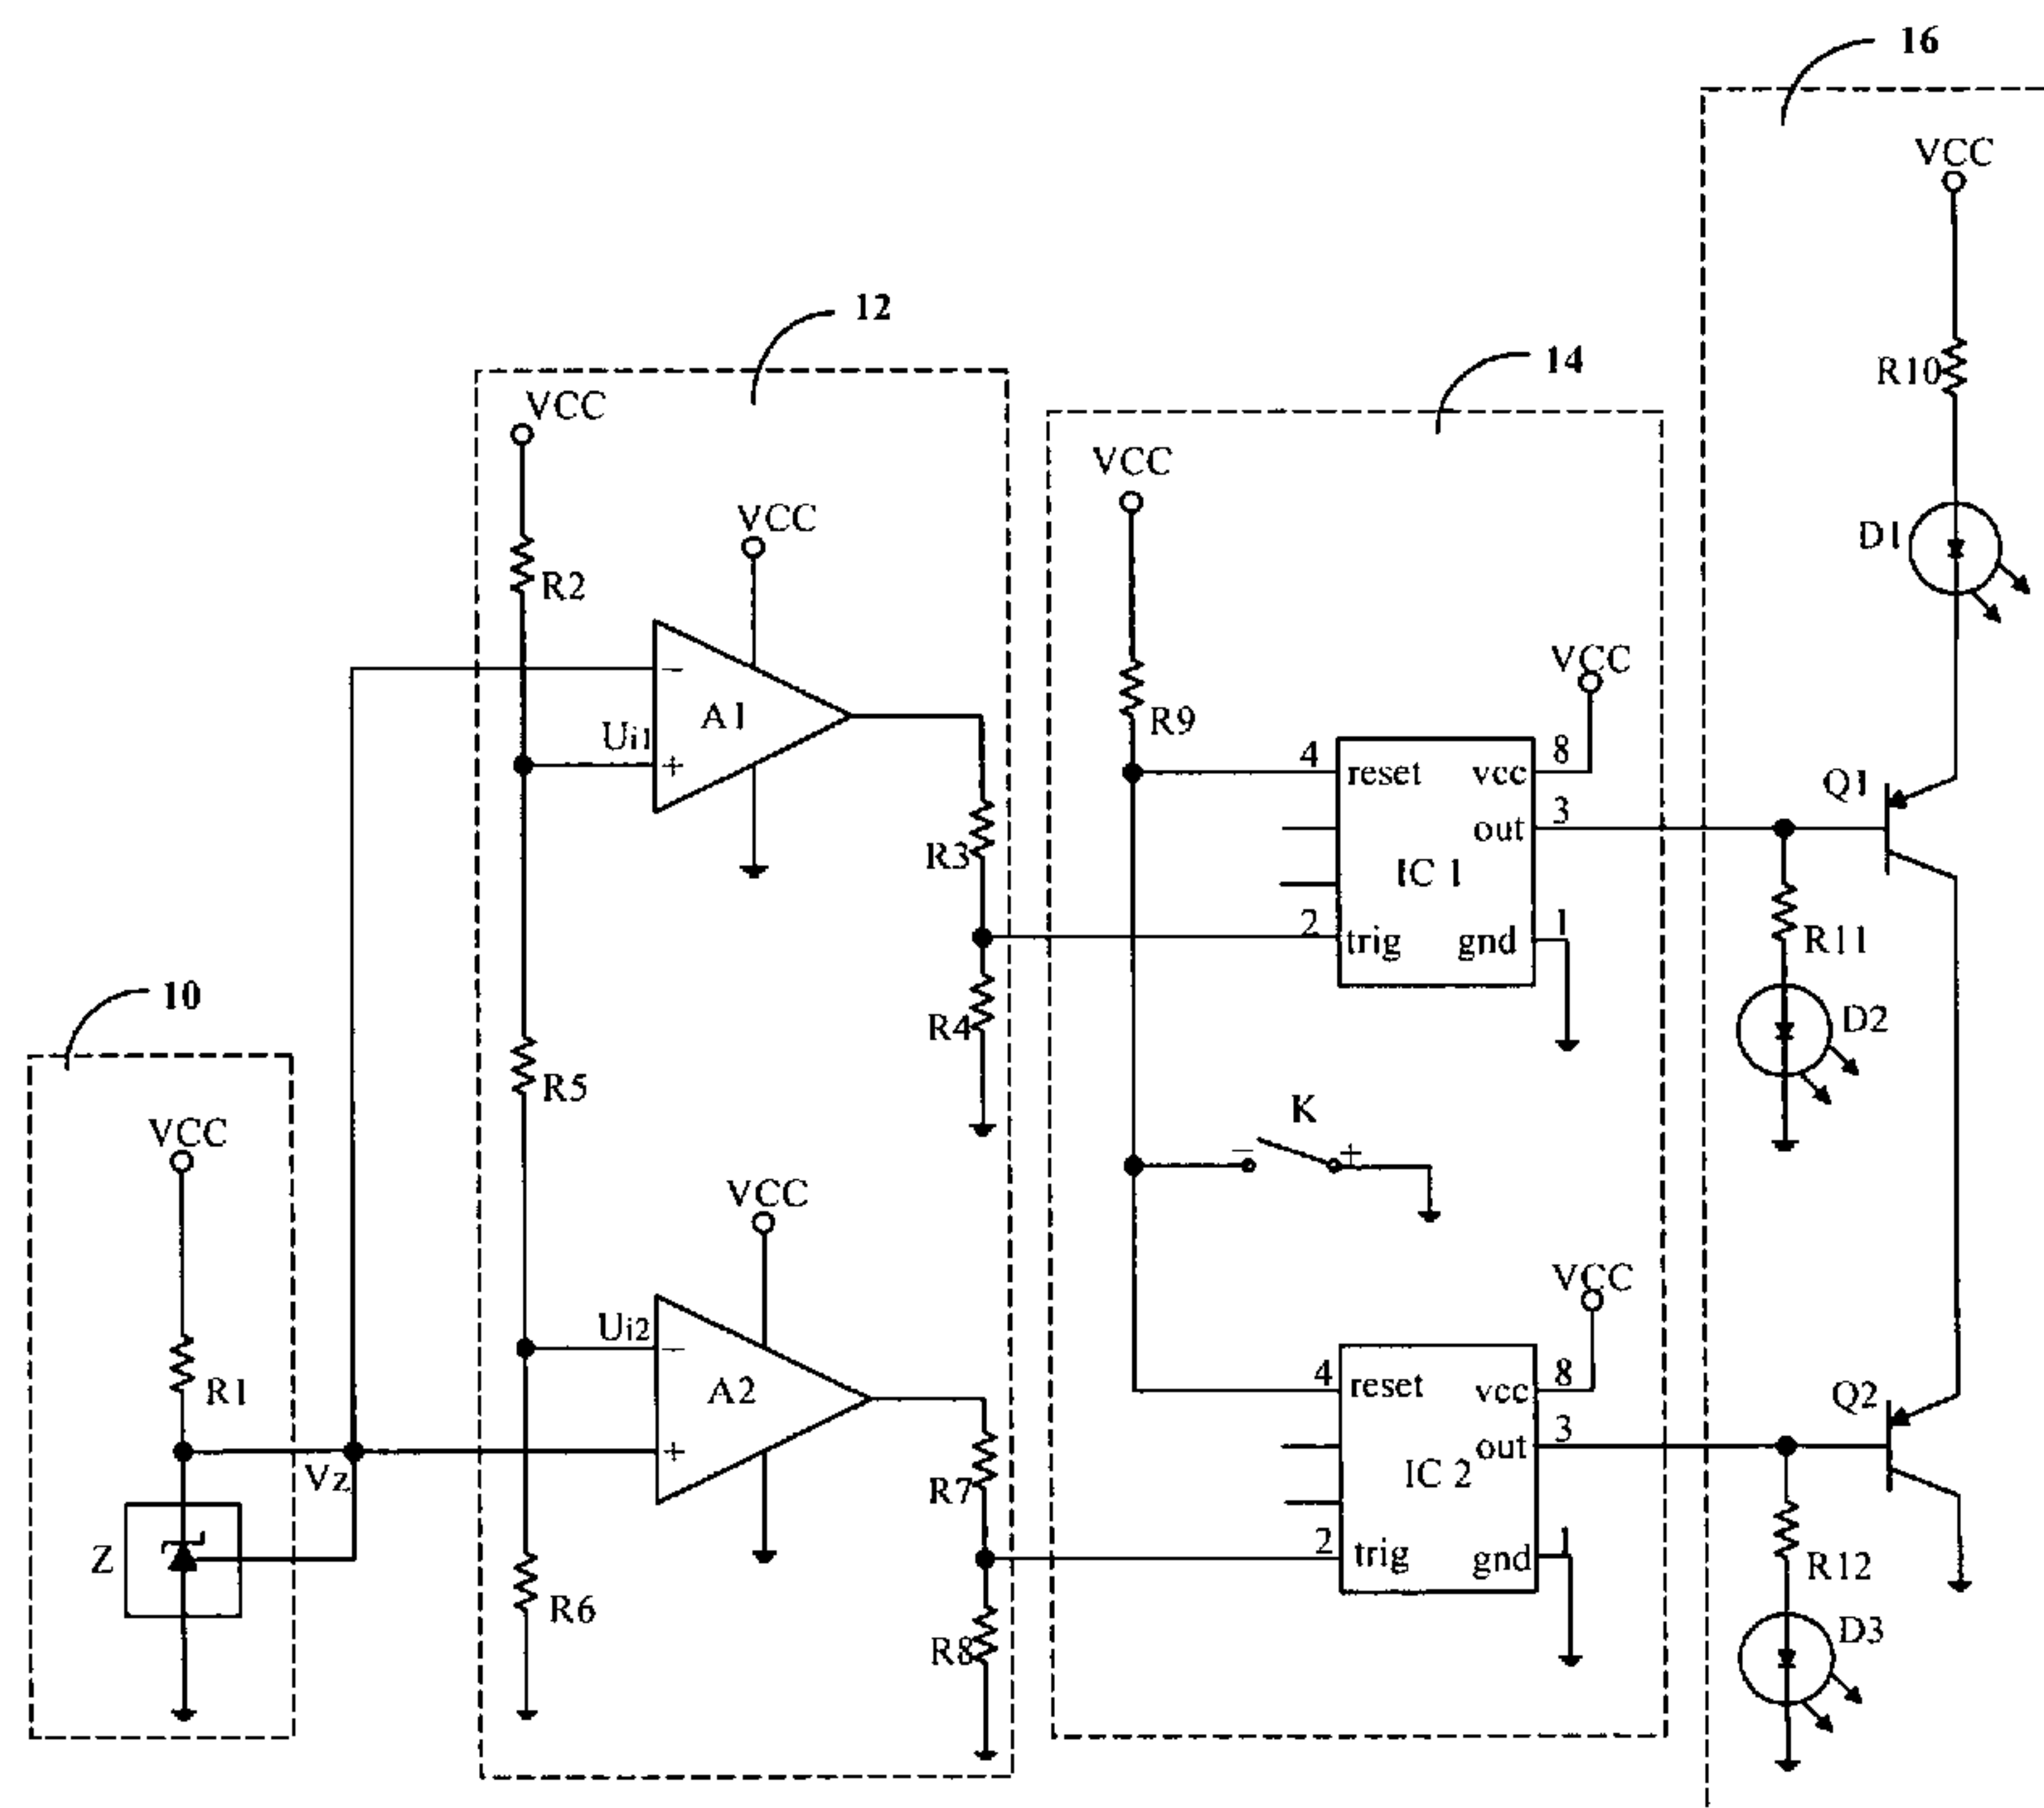 16
VCC
R10
D1
Q1
R11
D2
Q2
R12
D3
12
VCC
R2
VCC
−
A1
Ui1
+
R3
R4
R5
VCC
Ui2
−
A2
+
R7
R6
R8
14
VCC
R9
VCC
4
reset
vcc
8
out
3
IC 1
2
trig
gnd
1
K
−
+
VCC
4
reset
vcc
8
out
3
IC 2
2
trig
gnd
1
10
VCC
R1
Vz
Z